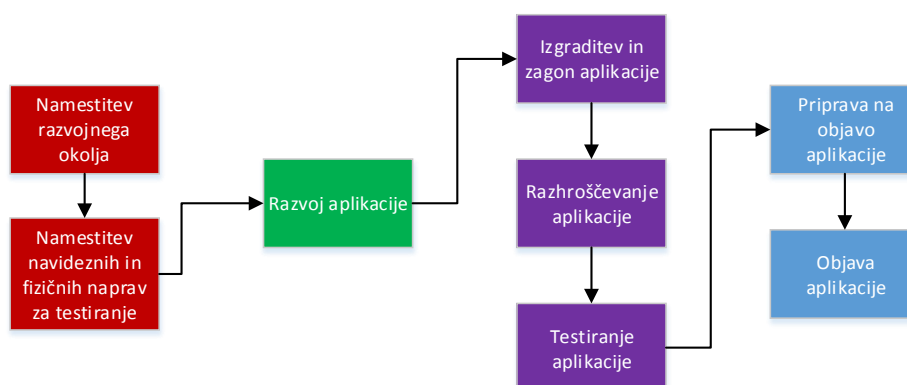 Namestitev
razvojnega
okolja
Namestitev
navideznih in
fizičnih naprav
za testiranje
Razvoj aplikacije
Izgraditev in
zagon aplikacije
Razhroščevanje
aplikacije
Testiranje
aplikacije
Priprava na
objavo
aplikacije
Objava
aplikacije